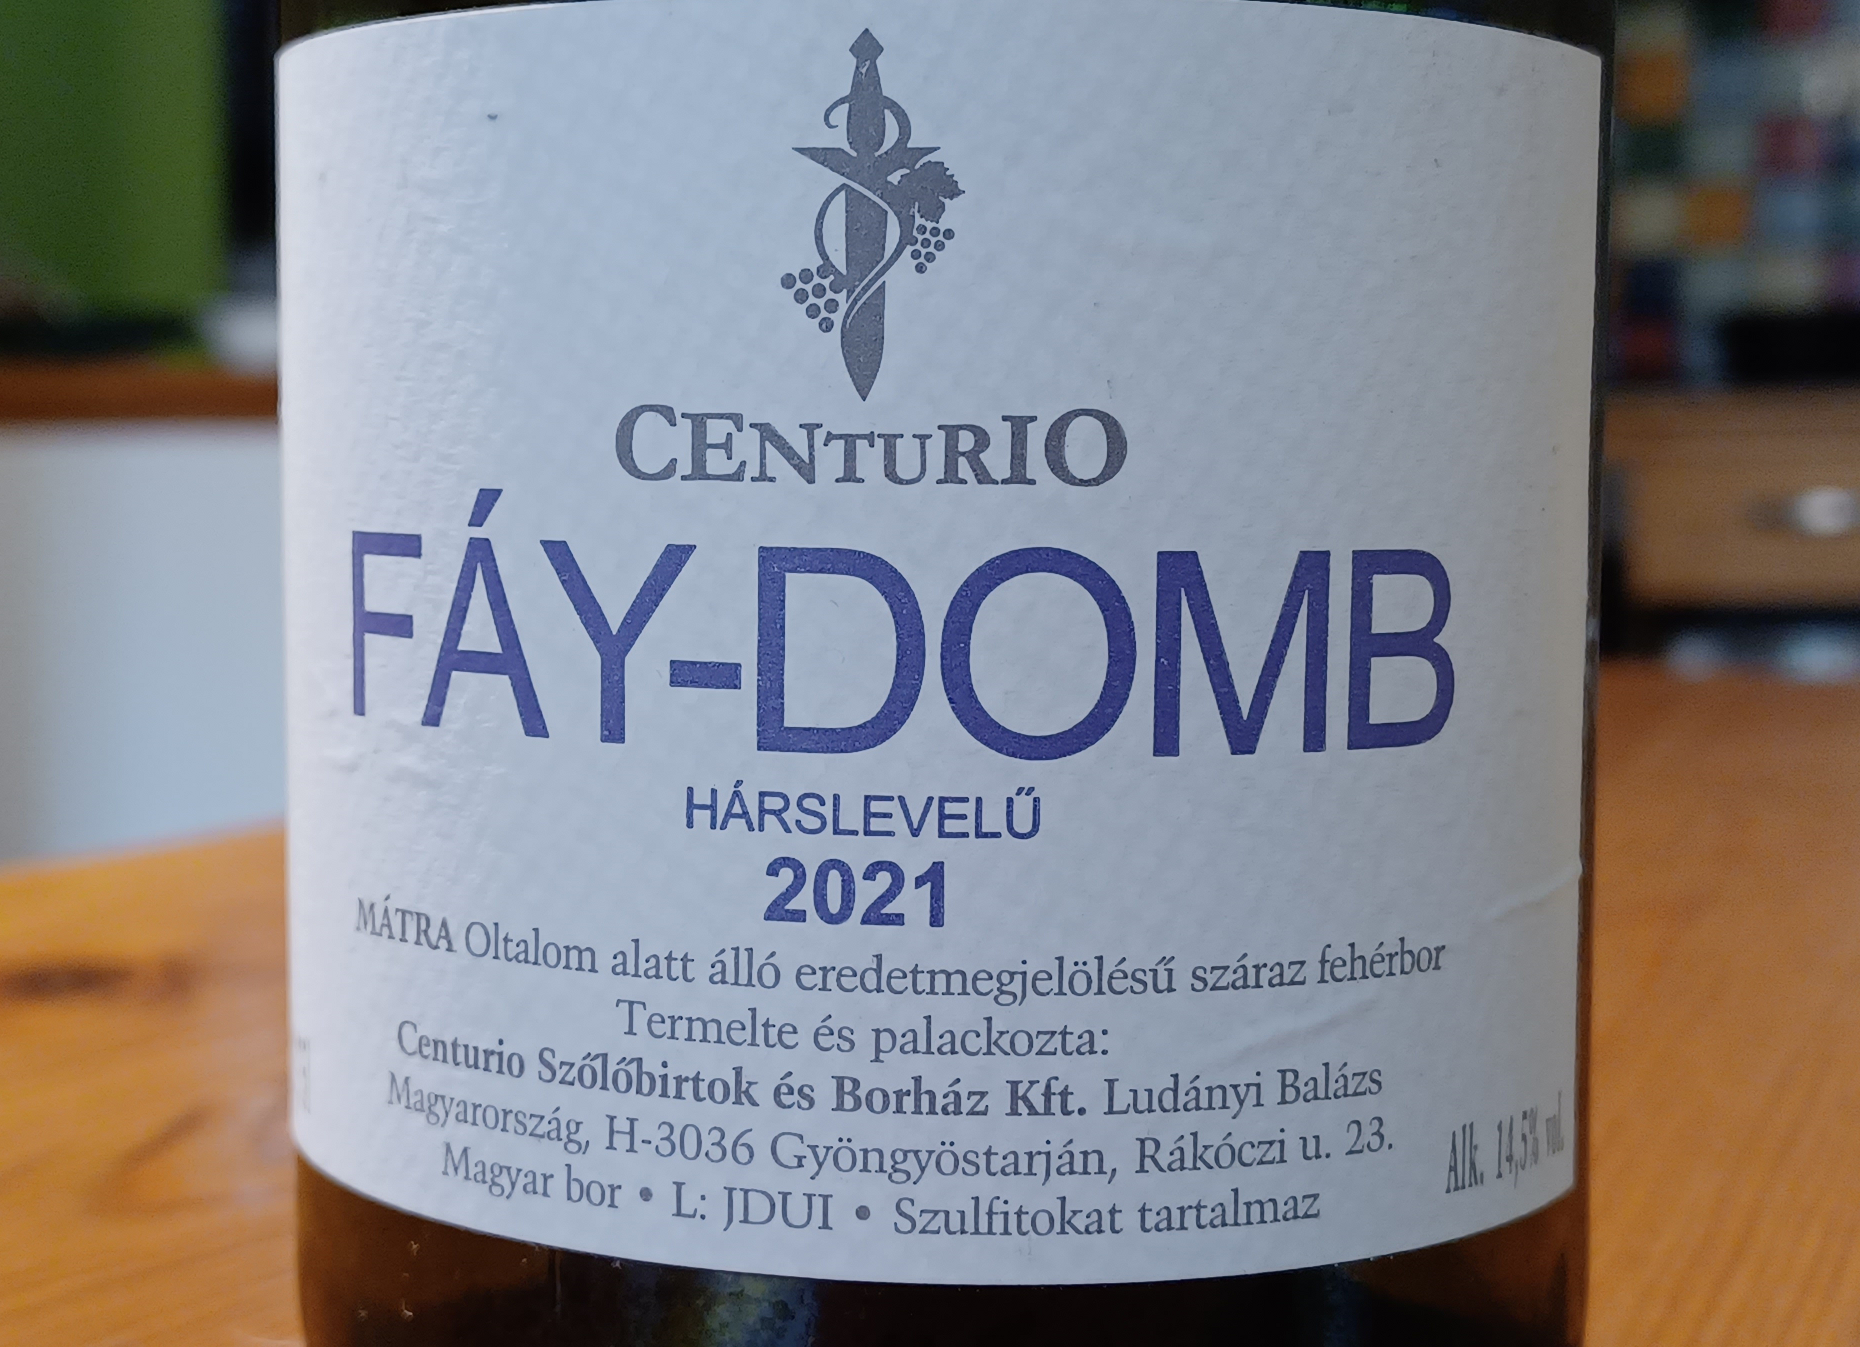 CENTURIO
FÁY-DOMB
HÁRSLEVELŰ
2021
MÁTRA Oltalom alatt álló eredetmegjelölésű száraz fehérbor
Termelte és palackozta:
Centurio Szőlőbirtok és Borház Kft. Ludányi Balázs
Magyarország, H-3036 Gyöngyöstarján, Rákóczi u. 23.
Magyar bor • L: JDUI • Szulfitokat tartalmaz
Alk. 14,5% vol.